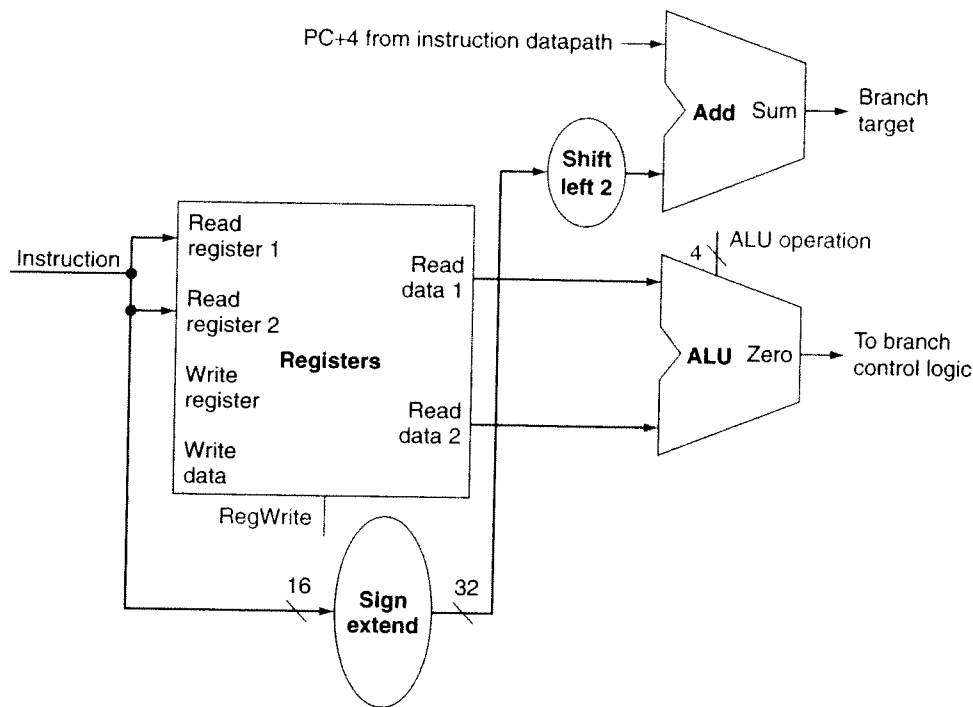 PC+4 from instruction datapath
Add Sum
Branch
target
Shift
left 2
Instruction
Read
register 1
Read
register 2
Write
register
Write
data
Registers
Read
data 1
Read
data 2
RegWrite
4
ALU operation
ALU Zero
To branch
control logic
16
Sign
extend
32